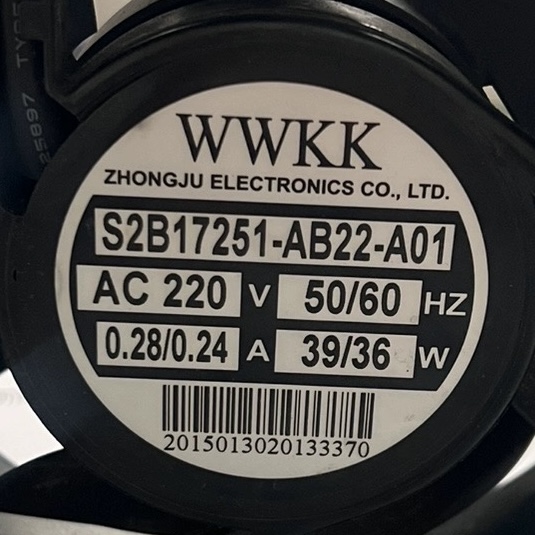 WWKK
ZHONGJU ELECTRONICS CO., LTD.
S2B17251-AB22-A01
AC 220 V 50/60 HZ
0.28/0.24 A 39/36 W
2015013020133370